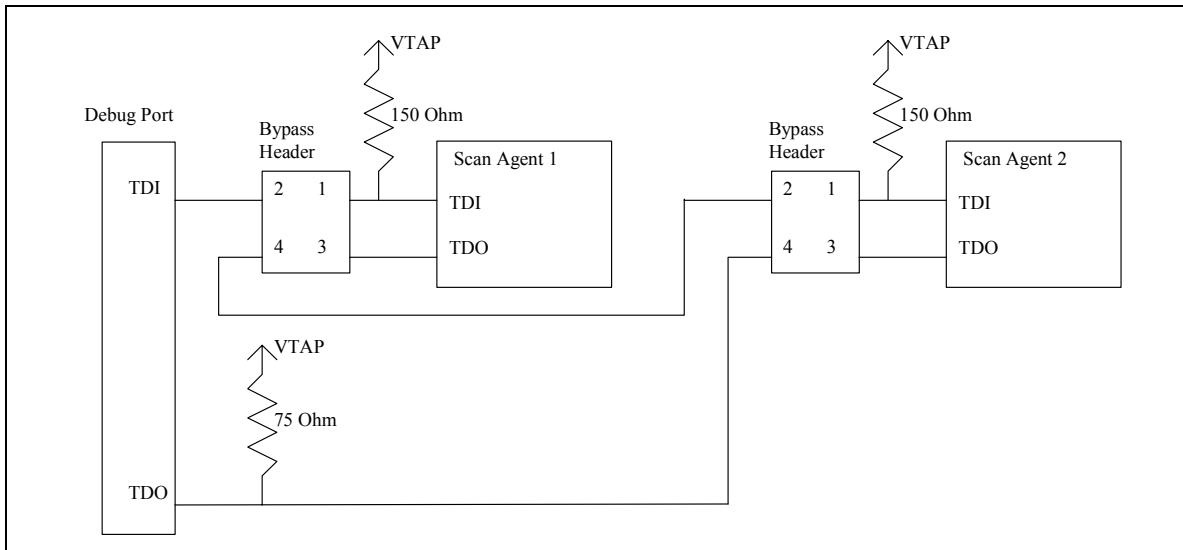 VTAP
VTAP
Debug Port
150 Ohm
150 Ohm
Bypass
Header
Bypass
Header
Scan Agent 1
Scan Agent 2
TDI
2 1
TDI
2 1
TDI
4 3
TDO
4 3
TDO
VTAP
75 Ohm
TDO